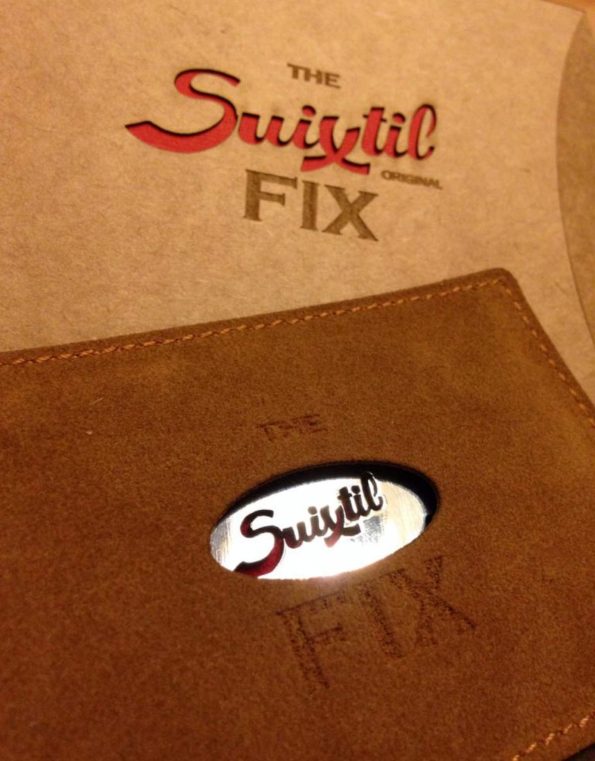 THE
Suixtil
ORIGINAL
FIX
THE
Suixtil
FIX